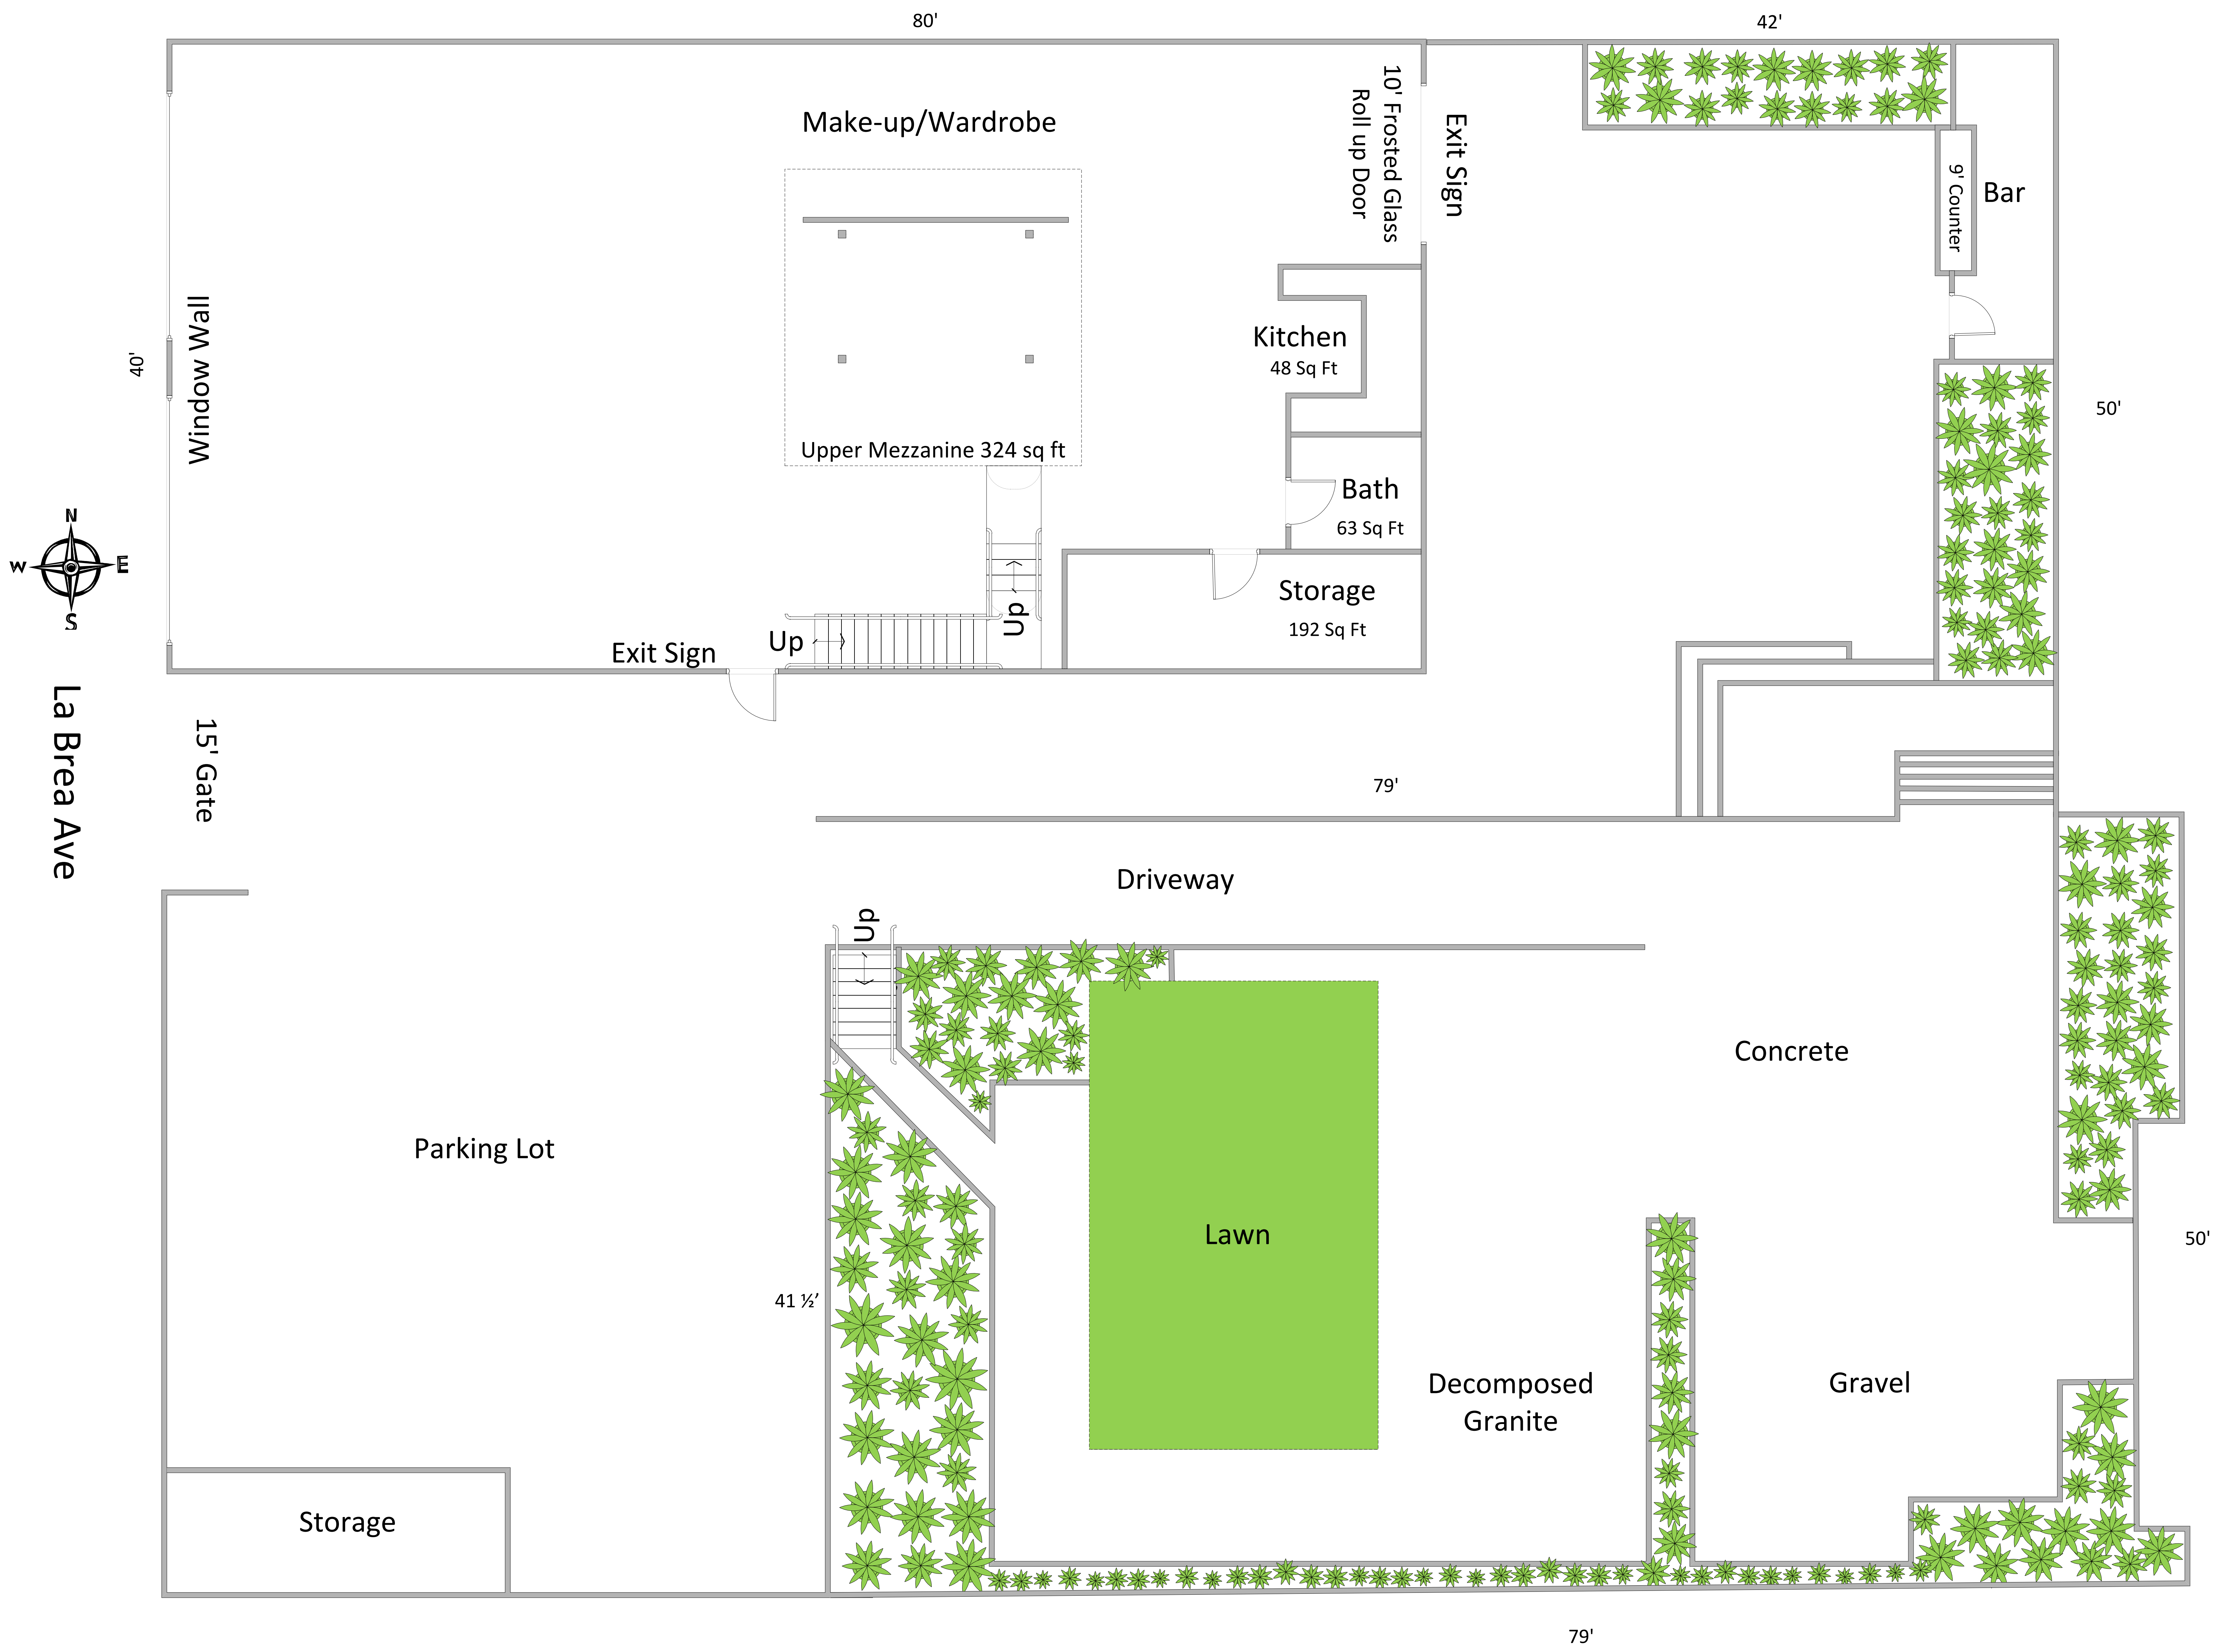 80'
42'
Make-up/Wardrobe
10' Frosted Glass
Roll up Door
Exit Sign
9' Counter
Bar
Window Wall
40'
Kitchen
48 Sq Ft
50'
Upper Mezzanine 324 sq ft
Bath
63 Sq Ft
N
W
E
S
Storage
192 Sq Ft
Up
Up
Exit Sign
La Brea Ave
15' Gate
79'
Driveway
Up
Concrete
Parking Lot
Lawn
50'
41 ½’
Decomposed
Granite
Gravel
Storage
79'